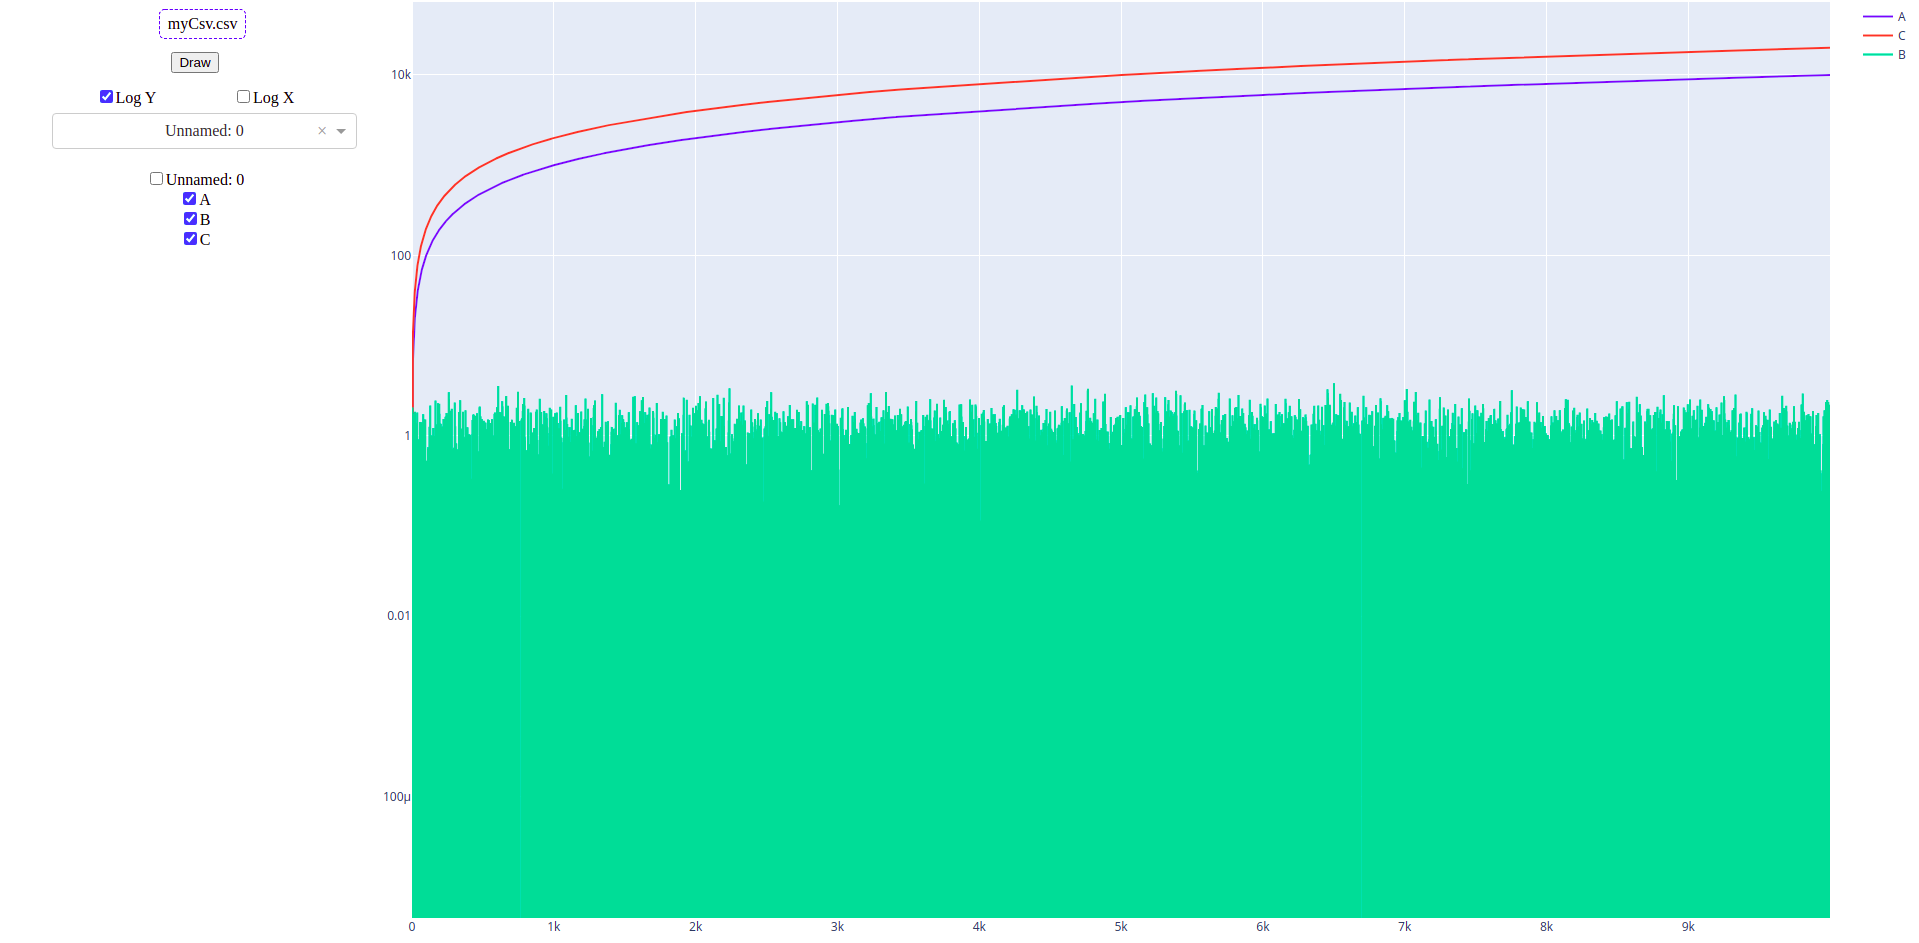 myCsv.csv
Draw
Log Y Log X
Unnamed: 0 ×
Unnamed: 0
A
B
C
10k
100
1
0.01
100μ
0 1k 2k 3k 4k 5k 6k 7k 8k 9k
A
C
B